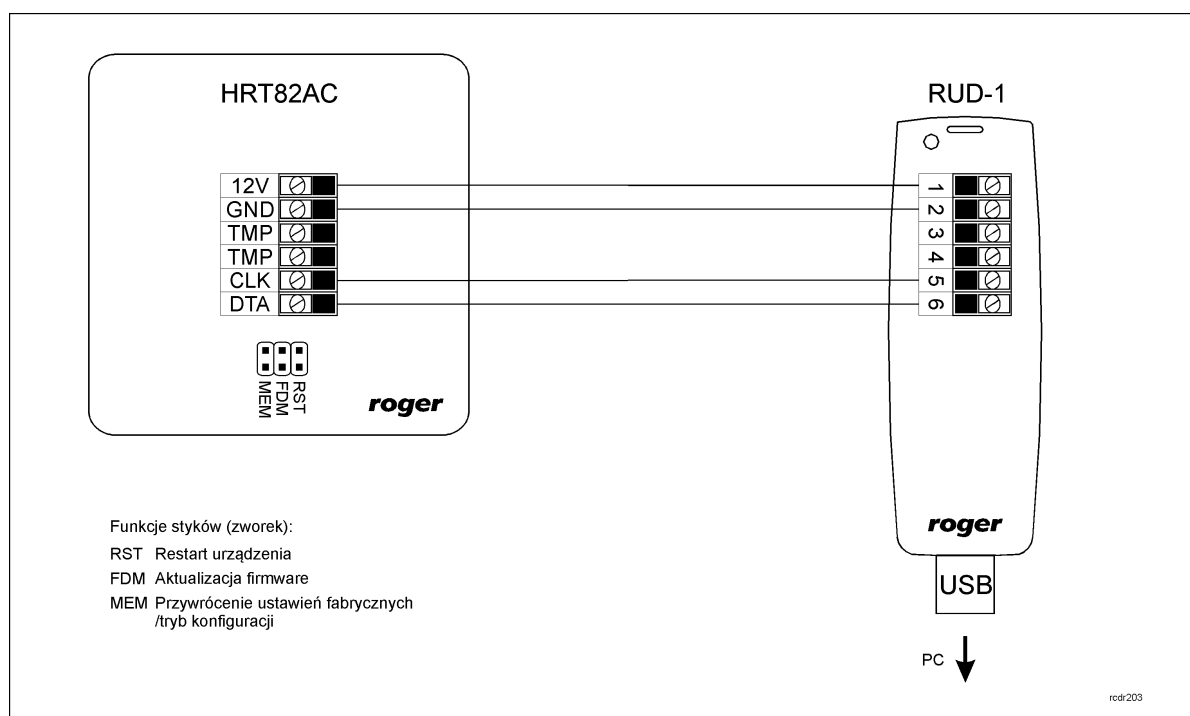 HRT82AC
RUD-1
12V
GND
TMP
TMP
CLK
DTA
1
2
3
4
5
6
MEM
FDM
RST
roger
Funkcje styków (zworek):
RST Restart urządzenia
FDM Aktualizacja firmware
MEM Przywrócenie ustawień fabrycznych
/tryb konfiguracji
roger
USB
PC
rcdr203